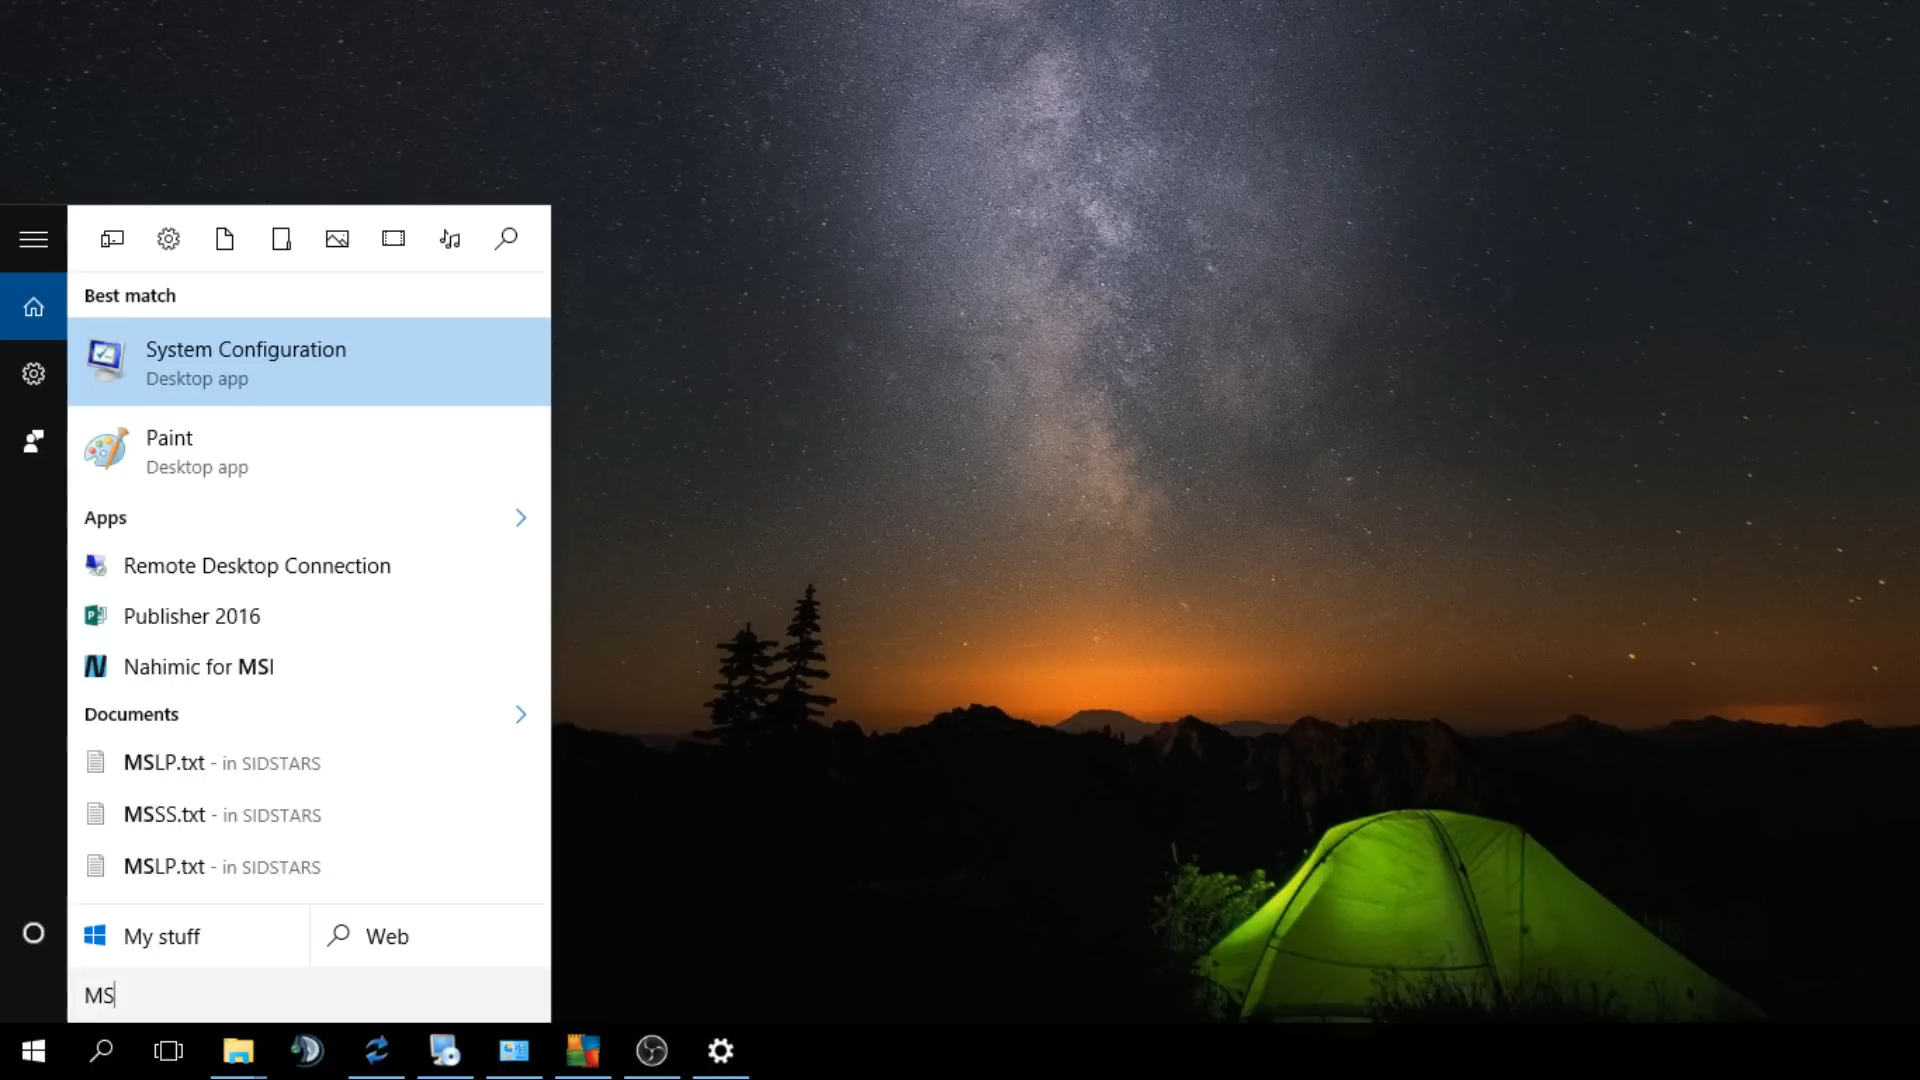 Best match
System Configuration
Desktop app
Paint
Desktop app
Apps
Remote Desktop Connection
Publisher 2016
Nahimic for MSI
Documents
MSLP.txt - in SIDSTARS
MSSS.txt - in SIDSTARS
MSLP.txt - in SIDSTARS
My stuff
Web
MS